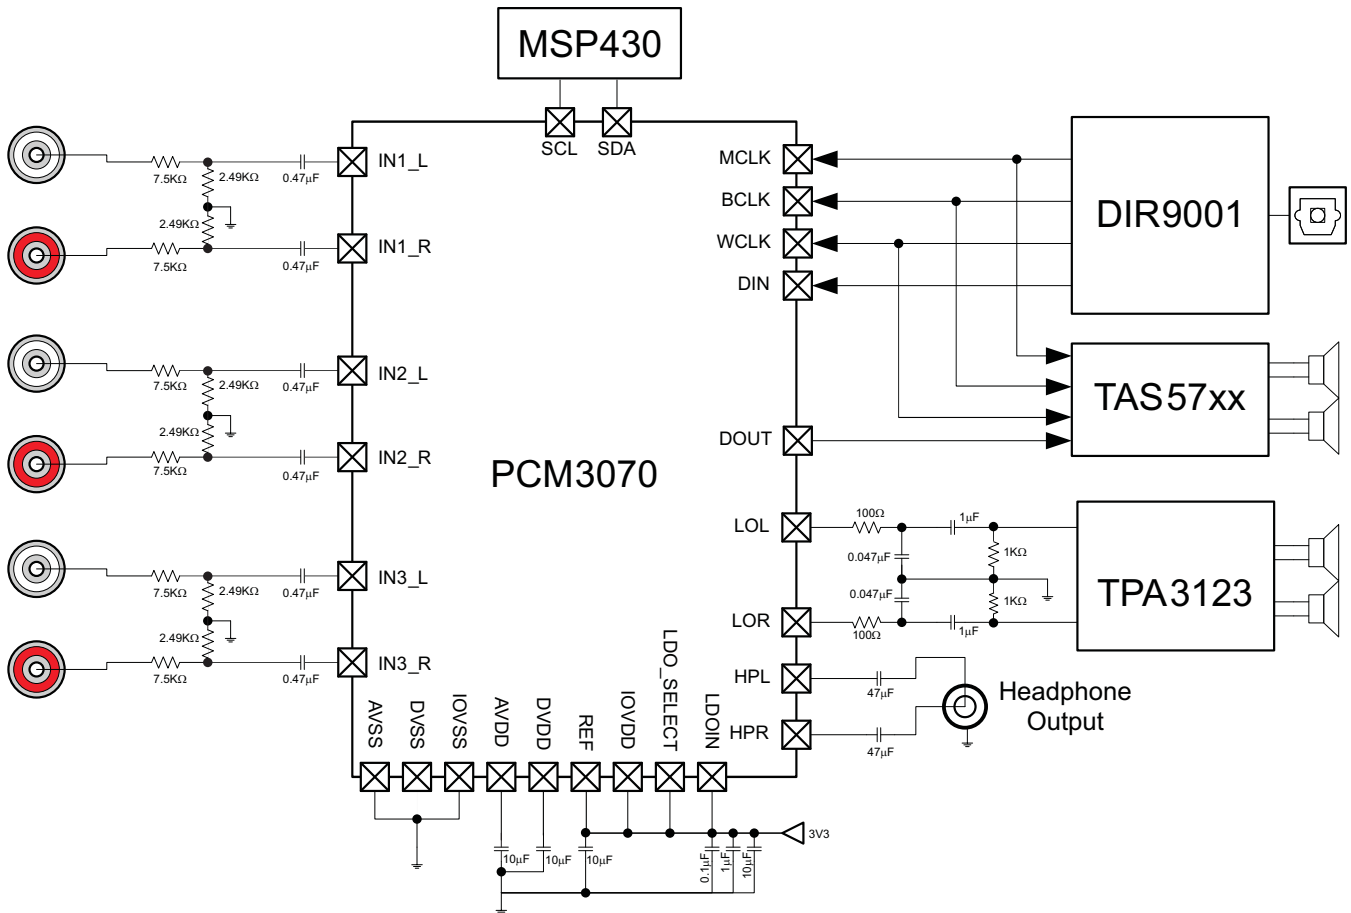 MSP430
SCL SDA
7.5KΩ
2.49KΩ
0.47µF
IN1_L
2.49KΩ
7.5KΩ
0.47µF
IN1_R
7.5KΩ
2.49KΩ
0.47µF
IN2_L
2.49KΩ
7.5KΩ
0.47µF
IN2_R
7.5KΩ
2.49KΩ
0.47µF
IN3_L
2.49KΩ
7.5KΩ
0.47µF
IN3_R
PCM3070
MCLK
BCLK
WCLK
DIN
DOUT
LOL
LOR
HPL
HPR
DIR9001
TAS57xx
TPA3123
100Ω
1µF
0.047µF
1KΩ
0.047µF
1KΩ
100Ω
1µF
47µF
47µF
Headphone
Output
AVSS
DVSS
IOVSS
AVDD
DVDD
REF
IOVDD
LDO_SELECT
LDOIN
10µF
10µF
10µF
0.1µF
1µF
10µF
3V3